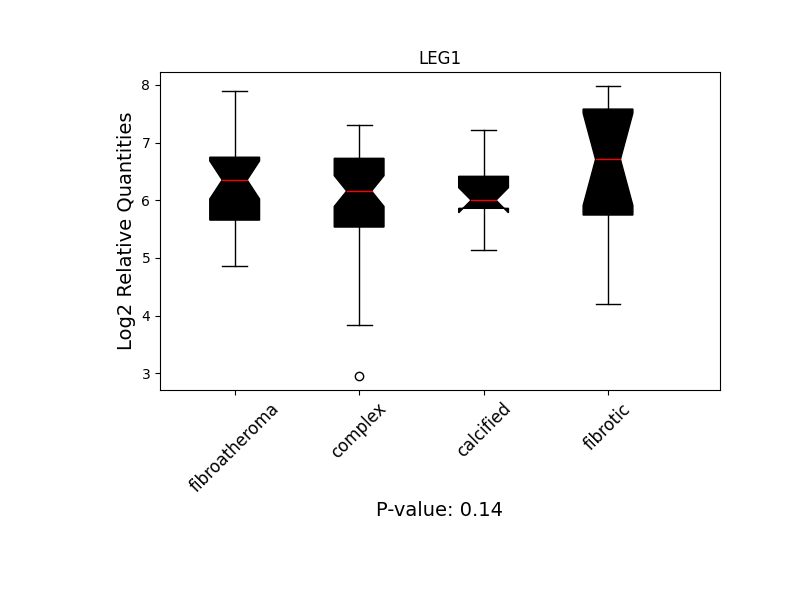 LEG1
Log2 Relative Quantities
8
7
6
5
4
3
fibroatheroma
complex
calcified
fibrotic
P-value: 0.14